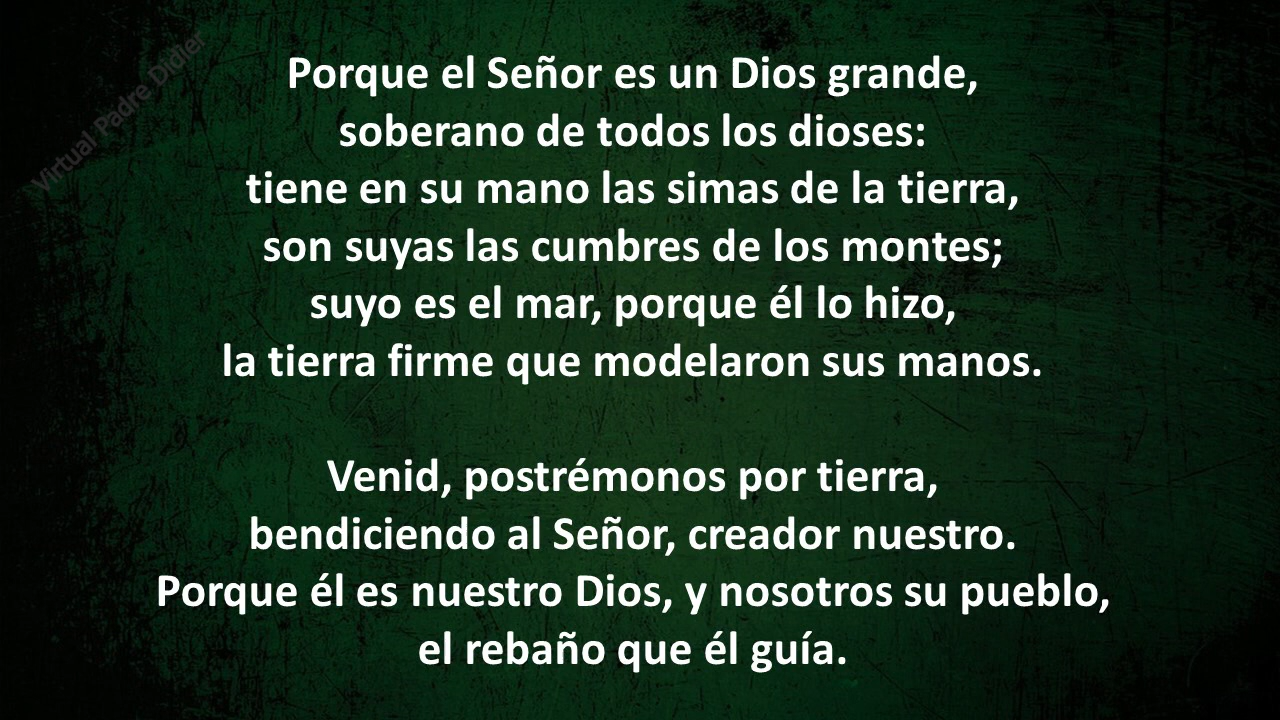 Virtual Padre Didier
Porque el Señor es un Dios grande,
soberano de todos los dioses:
tiene en su mano las simas de la tierra,
son suyas las cumbres de los montes;
suyo es el mar, porque él lo hizo,
la tierra firme que modelaron sus manos.
Venid, postrémonos por tierra,
bendiciendo al Señor, creador nuestro.
Porque él es nuestro Dios, y nosotros su pueblo,
el rebaño que él guía.